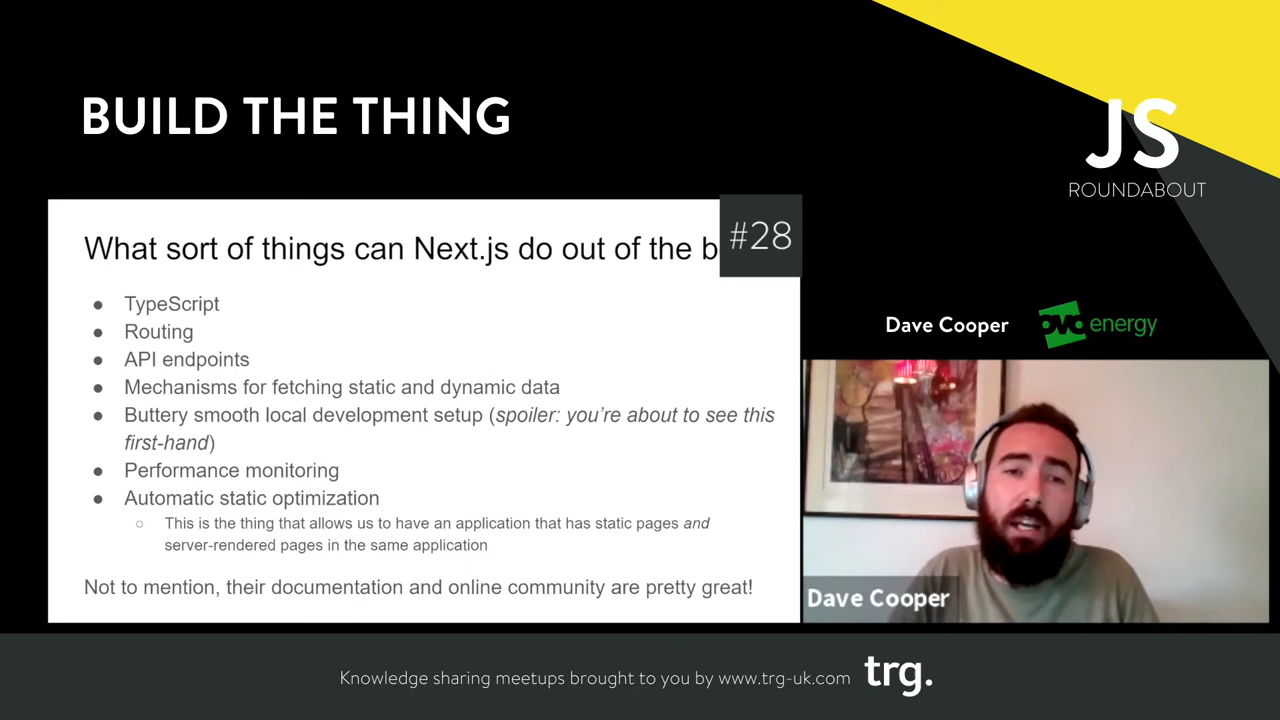 BUILD THE THING
JS
ROUNDABOUT
#28
What sort of things can Next.js do out of the b
● TypeScript
● Routing
● API endpoints
● Mechanisms for fetching static and dynamic data
● Buttery smooth local development setup (spoiler: you’re about to see this
first-hand)
● Performance monitoring
● Automatic static optimization
○ This is the thing that allows us to have an application that has static pages and
server-rendered pages in the same application
Not to mention, their documentation and online community are pretty great!
Dave Cooper
ovo energy
Dave Cooper
Knowledge sharing meetups brought to you by www.trg-uk.com trg.